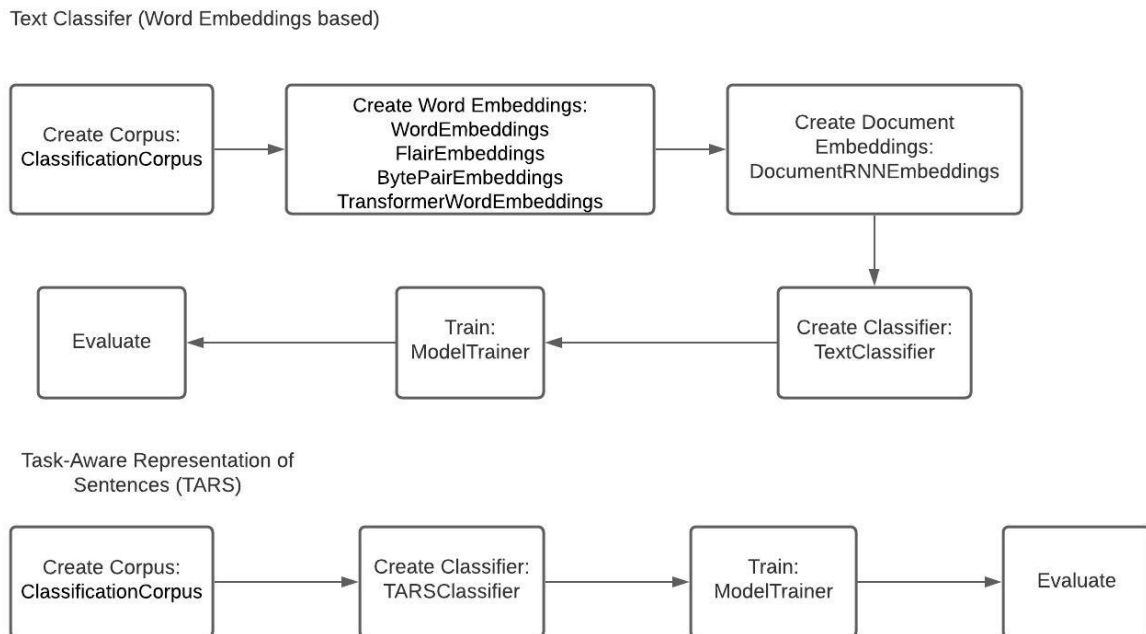 Text Classifer (Word Embeddings based)
Create Corpus:
ClassificationCorpus
Create Word Embeddings:
WordEmbeddings
FlairEmbeddings
BytePairEmbeddings
TransformerWordEmbeddings
Create Document
Embeddings:
DocumentRNNEmbeddings
Create Classifier:
TextClassifier
Train:
ModelTrainer
Evaluate
Task-Aware Representation of
Sentences (TARS)
Create Corpus:
ClassificationCorpus
Create Classifier:
TARSClassifier
Train:
ModelTrainer
Evaluate